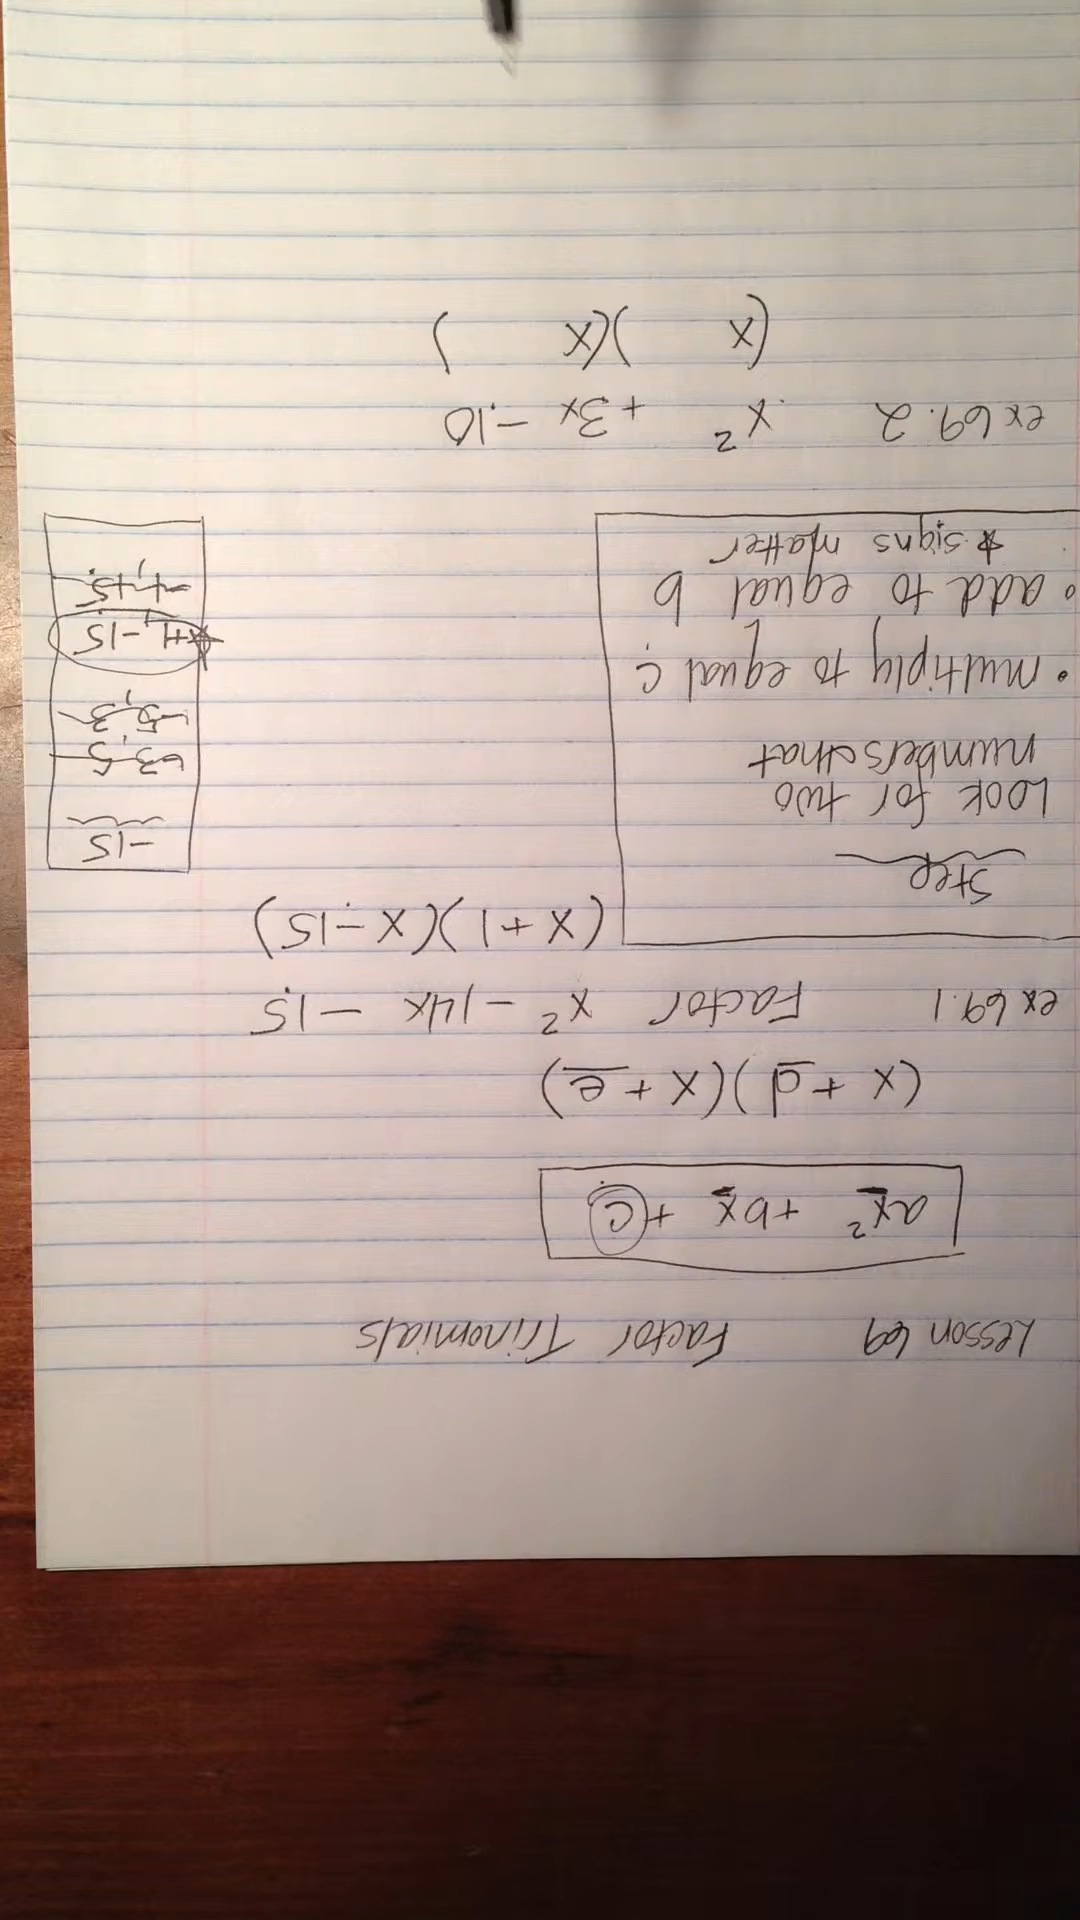 Lesson 69 Factor Trinomials
ax² + bx + c
(x + d)(x + e)
ex 69.1 Factor x² - 14x - 15
(x + 1)(x - 15)
Step
Look for two
numbers that
• multiply to equal c
• add to equal b
* signs matter
-15
-3, 5
-5, 3
*+1, -15
-1, +15
ex 69.2 x² + 3x - 10
(x )(x )